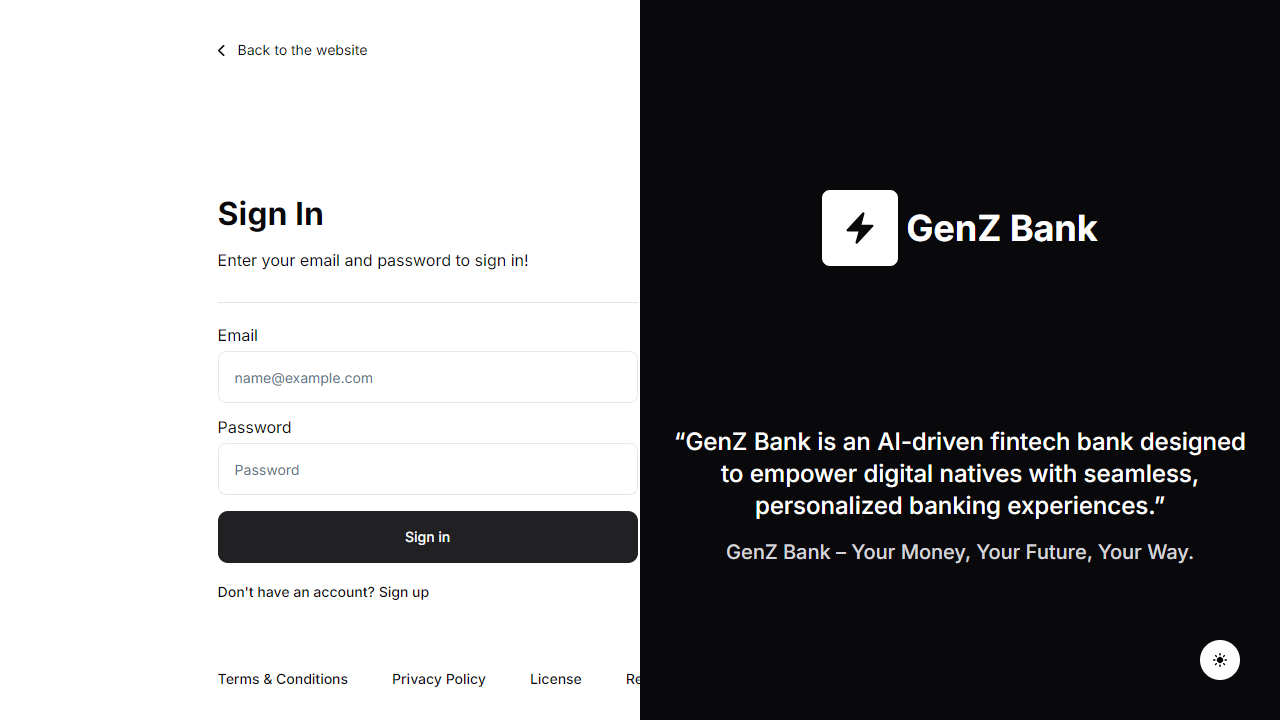 Back to the website
Sign In
Enter your email and password to sign in!
Email
name@example.com
Password
Password
Sign in
Don't have an account? Sign up
Terms & Conditions Privacy Policy License
GenZ Bank
“GenZ Bank is an AI-driven fintech bank designed
to empower digital natives with seamless,
personalized banking experiences.”
GenZ Bank – Your Money, Your Future, Your Way.